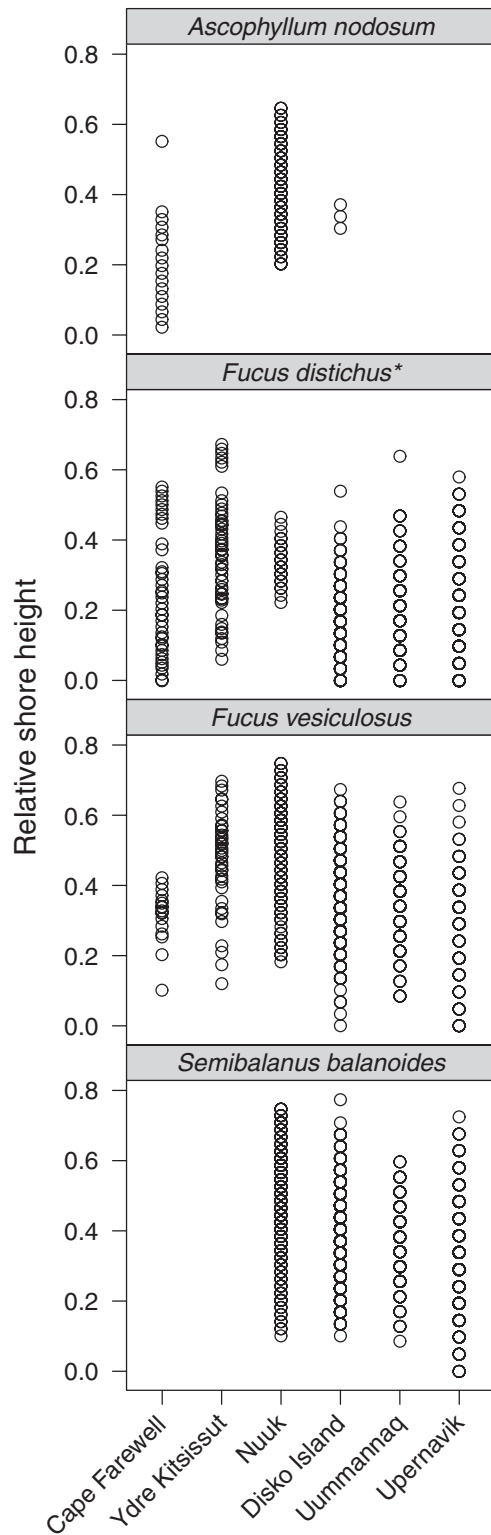 Ascophyllum nodosum
0.8
0.6
0.4
0.2
0.0
Fucus distichus*
0.8
0.6
0.4
0.2
0.0
Relative shore height
Fucus vesiculosus
0.8
0.6
0.4
0.2
0.0
Semibalanus balanoides
0.8
0.6
0.4
0.2
0.0
Cape Farewell
Ydre Kitsissut
Nuuk
Disko Island
Uummannaq
Upernavik